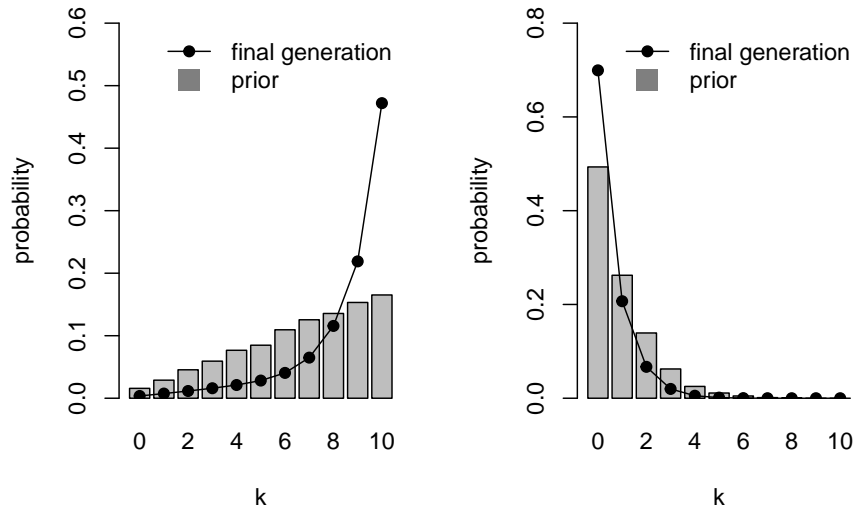 final generation
prior
probability
0.0 0.1 0.2 0.3 0.4 0.5 0.6
0 2 4 6 8 10
k
final generation
prior
probability
0.0 0.2 0.4 0.6 0.8
0 2 4 6 8 10
k